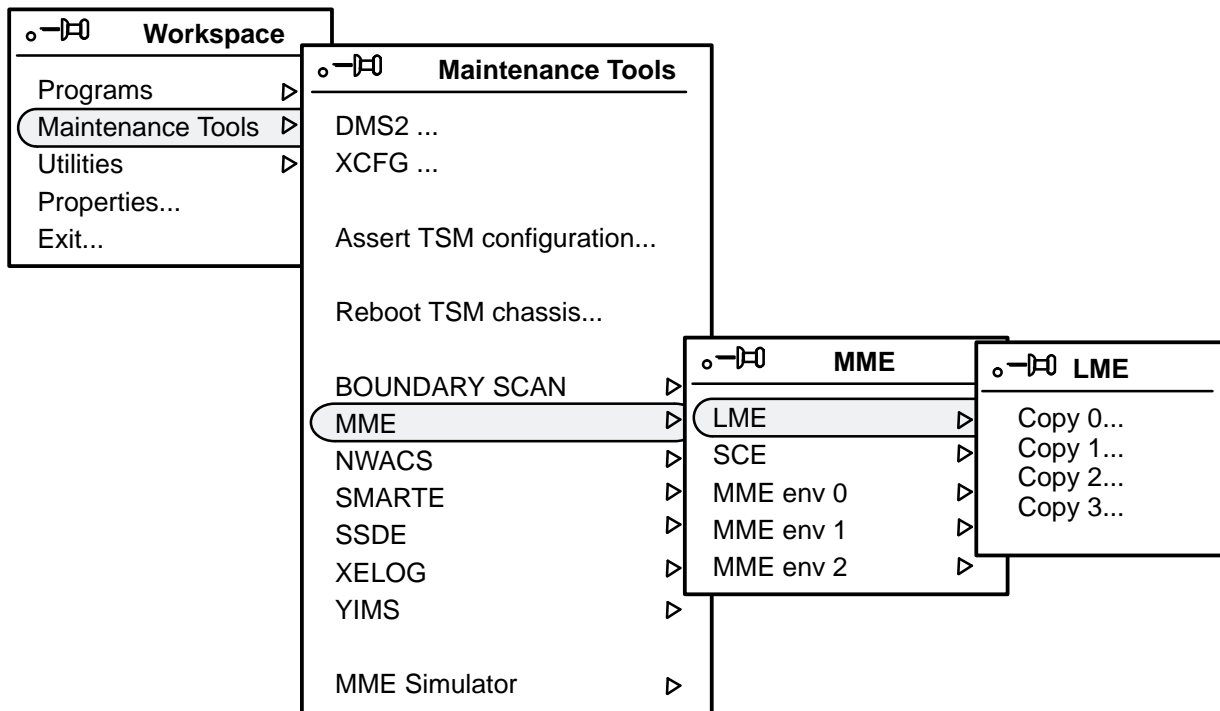 Workspace
Programs
Maintenance Tools
Utilities
Properties...
Exit...
Maintenance Tools
DMS2 ...
XCFG ...
Assert TSM configuration...
Reboot TSM chassis...
BOUNDARY SCAN
MME
NWACS
SMARTE
SSDE
XELOG
YIMS
MME Simulator
MME
LME
SCE
MME env 0
MME env 1
MME env 2
LME
Copy 0...
Copy 1...
Copy 2...
Copy 3...